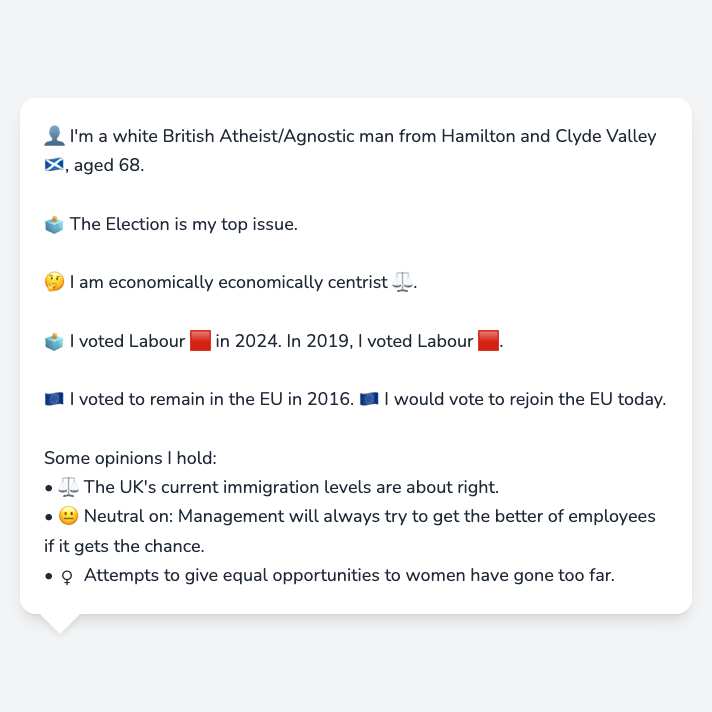 👤 I'm a white British Atheist/Agnostic man from Hamilton and Clyde Valley
🏴󠁧󠁢󠁳󠁣󠁴󠁿, aged 68.
🗳️ The Election is my top issue.
🤔 I am economically economically centrist ⚖️.
🗳️ I voted Labour 🟥 in 2024. In 2019, I voted Labour 🟥.
🇪🇺 I voted to remain in the EU in 2016. 🇪🇺 I would vote to rejoin the EU today.
Some opinions I hold:
• ⚖️ The UK's current immigration levels are about right.
• 😐 Neutral on: Management will always try to get the better of employees
if it gets the chance.
• ♀ Attempts to give equal opportunities to women have gone too far.